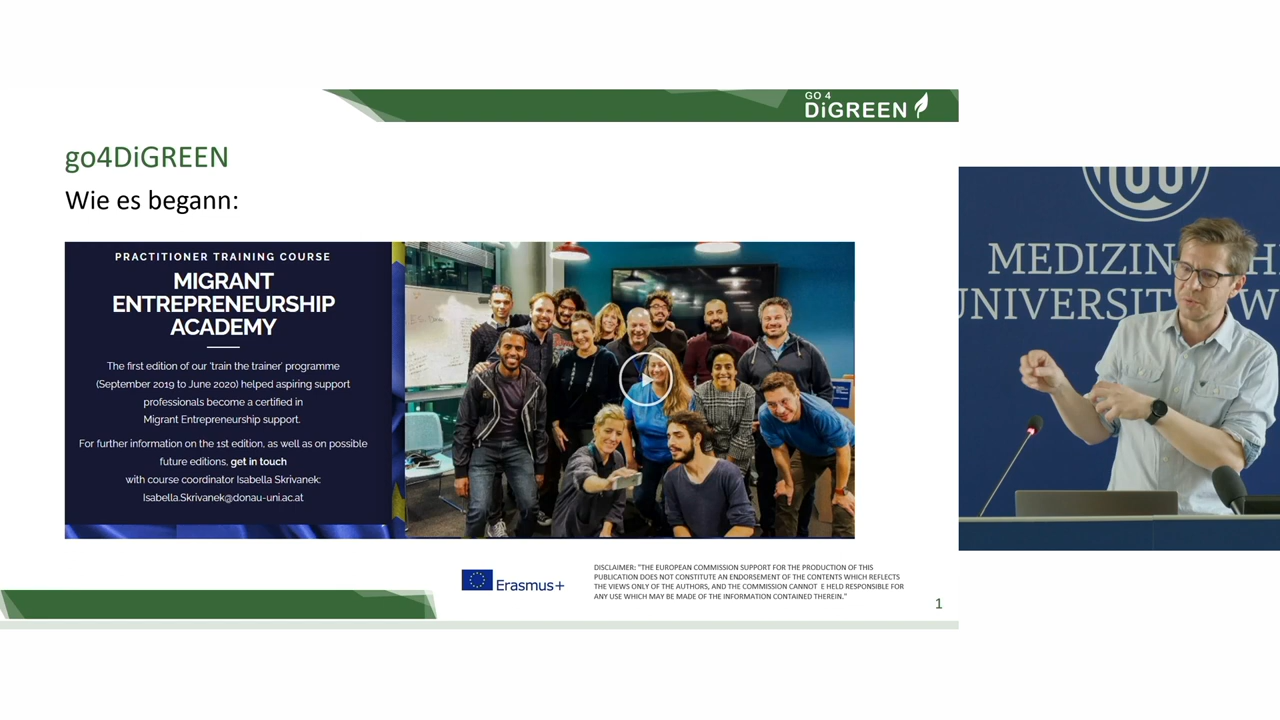 GO 4
DiGREEN
go4DiGREEN
Wie es begann:
PRACTITIONER TRAINING COURSE
MIGRANT
ENTREPRENEURSHIP
ACADEMY
The first edition of our 'train the trainer' programme
(September 2019 to June 2020) helped aspiring support
professionals become a certified in
Migrant Entrepreneurship support.
For further information on the 1st edition, as well as on possible
future editions, get in touch
with course coordinator Isabella Skrivanek:
Isabella.Skrivanek@donau-uni.ac.at
Erasmus+
DISCLAIMER: "THE EUROPEAN COMMISSION SUPPORT FOR THE PRODUCTION OF THIS
PUBLICATION DOES NOT CONSTITUTE AN ENDORSEMENT OF THE CONTENTS WHICH REFLECTS
THE VIEWS ONLY OF THE AUTHORS, AND THE COMMISSION CANNOT E HELD RESPONSIBLE FOR
ANY USE WHICH MAY BE MADE OF THE INFORMATION CONTAINED THEREIN."
1
MEDIZIN
UNIVERSIT W